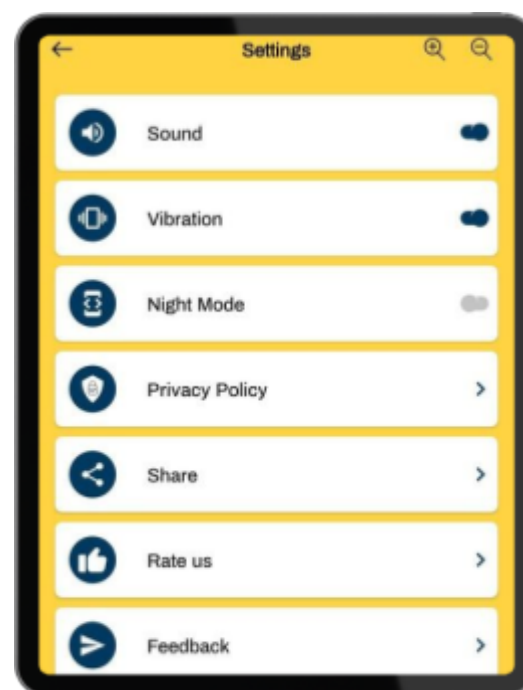 Settings
Sound
Vibration
Night Mode
Privacy Policy
Share
Rate us
Feedback